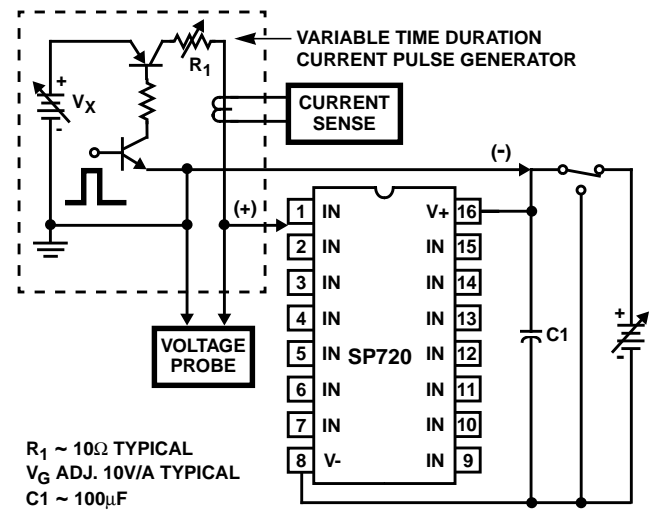 VARIABLE TIME DURATION
CURRENT PULSE GENERATOR
R1
+
VX
-
CURRENT
SENSE
(-)
(+)
1 IN V+ 16
2 IN IN 15
3 IN IN 14
4 IN IN 13
5 IN SP720 IN 12
6 IN IN 11
7 IN IN 10
8 V- IN 9
+
-
C1
VOLTAGE
PROBE
R1 ~ 10Ω TYPICAL
VG ADJ. 10V/A TYPICAL
C1 ~ 100µF